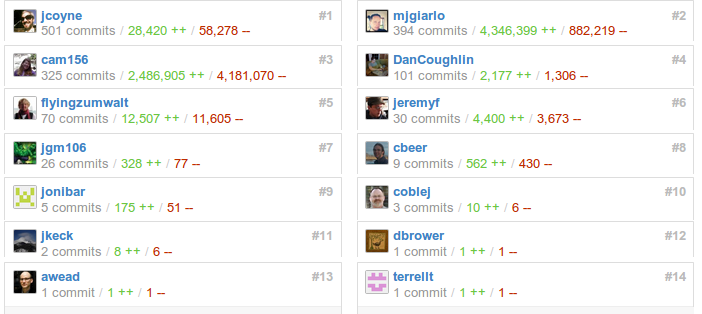 jcoyne #1
501 commits / 28,420 ++ / 58,278 --
mjgiarlo #2
394 commits / 4,346,399 ++ / 882,219 --
cam156 #3
325 commits / 2,486,905 ++ / 4,181,070 --
DanCoughlin #4
101 commits / 2,177 ++ / 1,306 --
flyingzumwalt #5
70 commits / 12,507 ++ / 11,605 --
jeremyf #6
30 commits / 4,400 ++ / 3,673 --
jgm106 #7
26 commits / 328 ++ / 77 --
cbeer #8
9 commits / 562 ++ / 430 --
jonibar #9
5 commits / 175 ++ / 51 --
coblej #10
3 commits / 10 ++ / 6 --
jkeck #11
2 commits / 8 ++ / 6 --
dbrower #12
1 commit / 1 ++ / 1 --
awead #13
1 commit / 1 ++ / 1 --
terrellt #14
1 commit / 1 ++ / 1 --